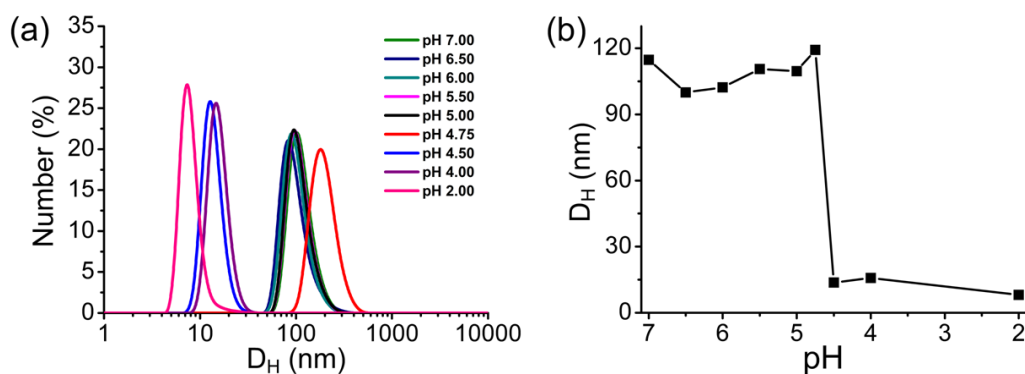 (a)
35
30
25
20
15
10
5
0
Number (%)
1 10 100 1000 10000
D_H (nm)
pH 7.00
pH 6.50
pH 6.00
pH 5.50
pH 5.00
pH 4.75
pH 4.50
pH 4.00
pH 2.00
(b)
120
90
60
30
0
D_H (nm)
7 6 5 4 3 2
pH